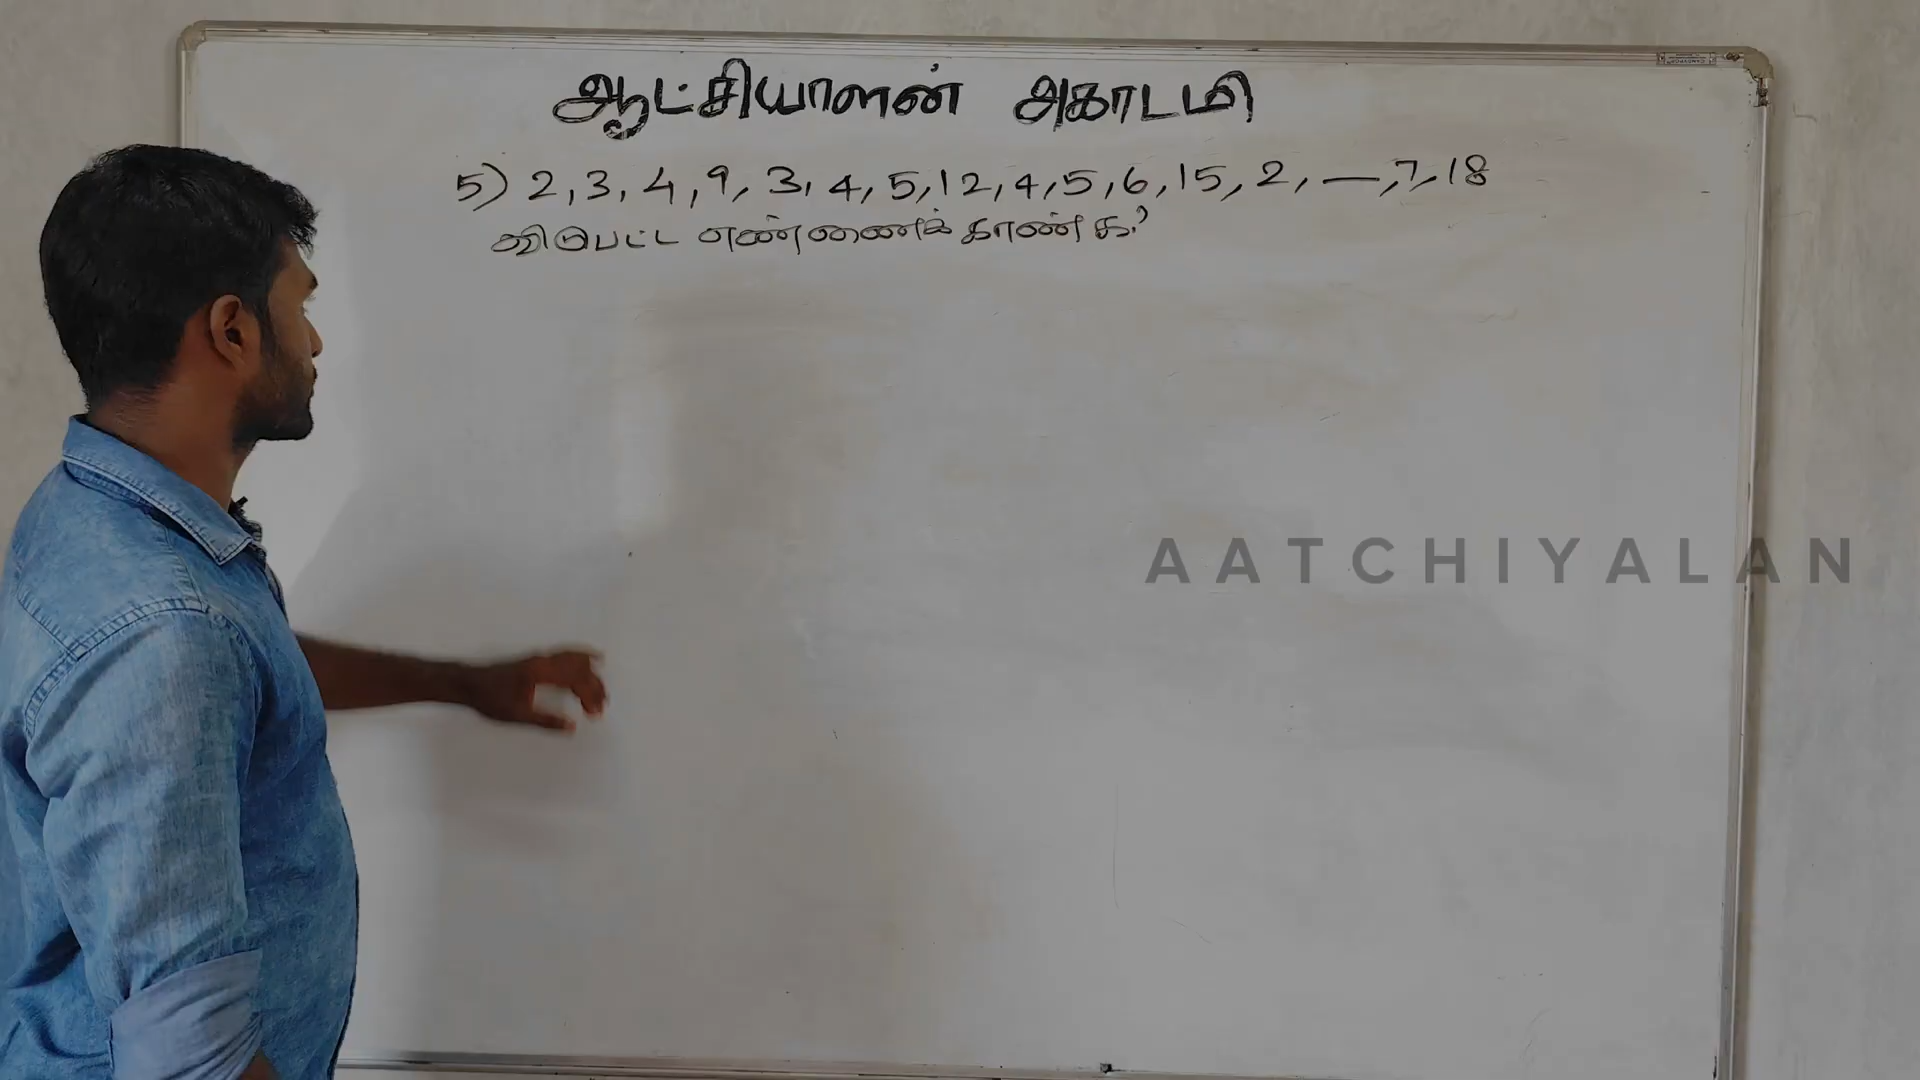 ஆட்சியாளன் அகாடமி
5) 2, 3, 4, 9, 3, 4, 5, 12, 4, 5, 6, 15, 2, —, 7, 18
விடுபட்ட எண்ணைக் காண்க?
AATCHIYALAN